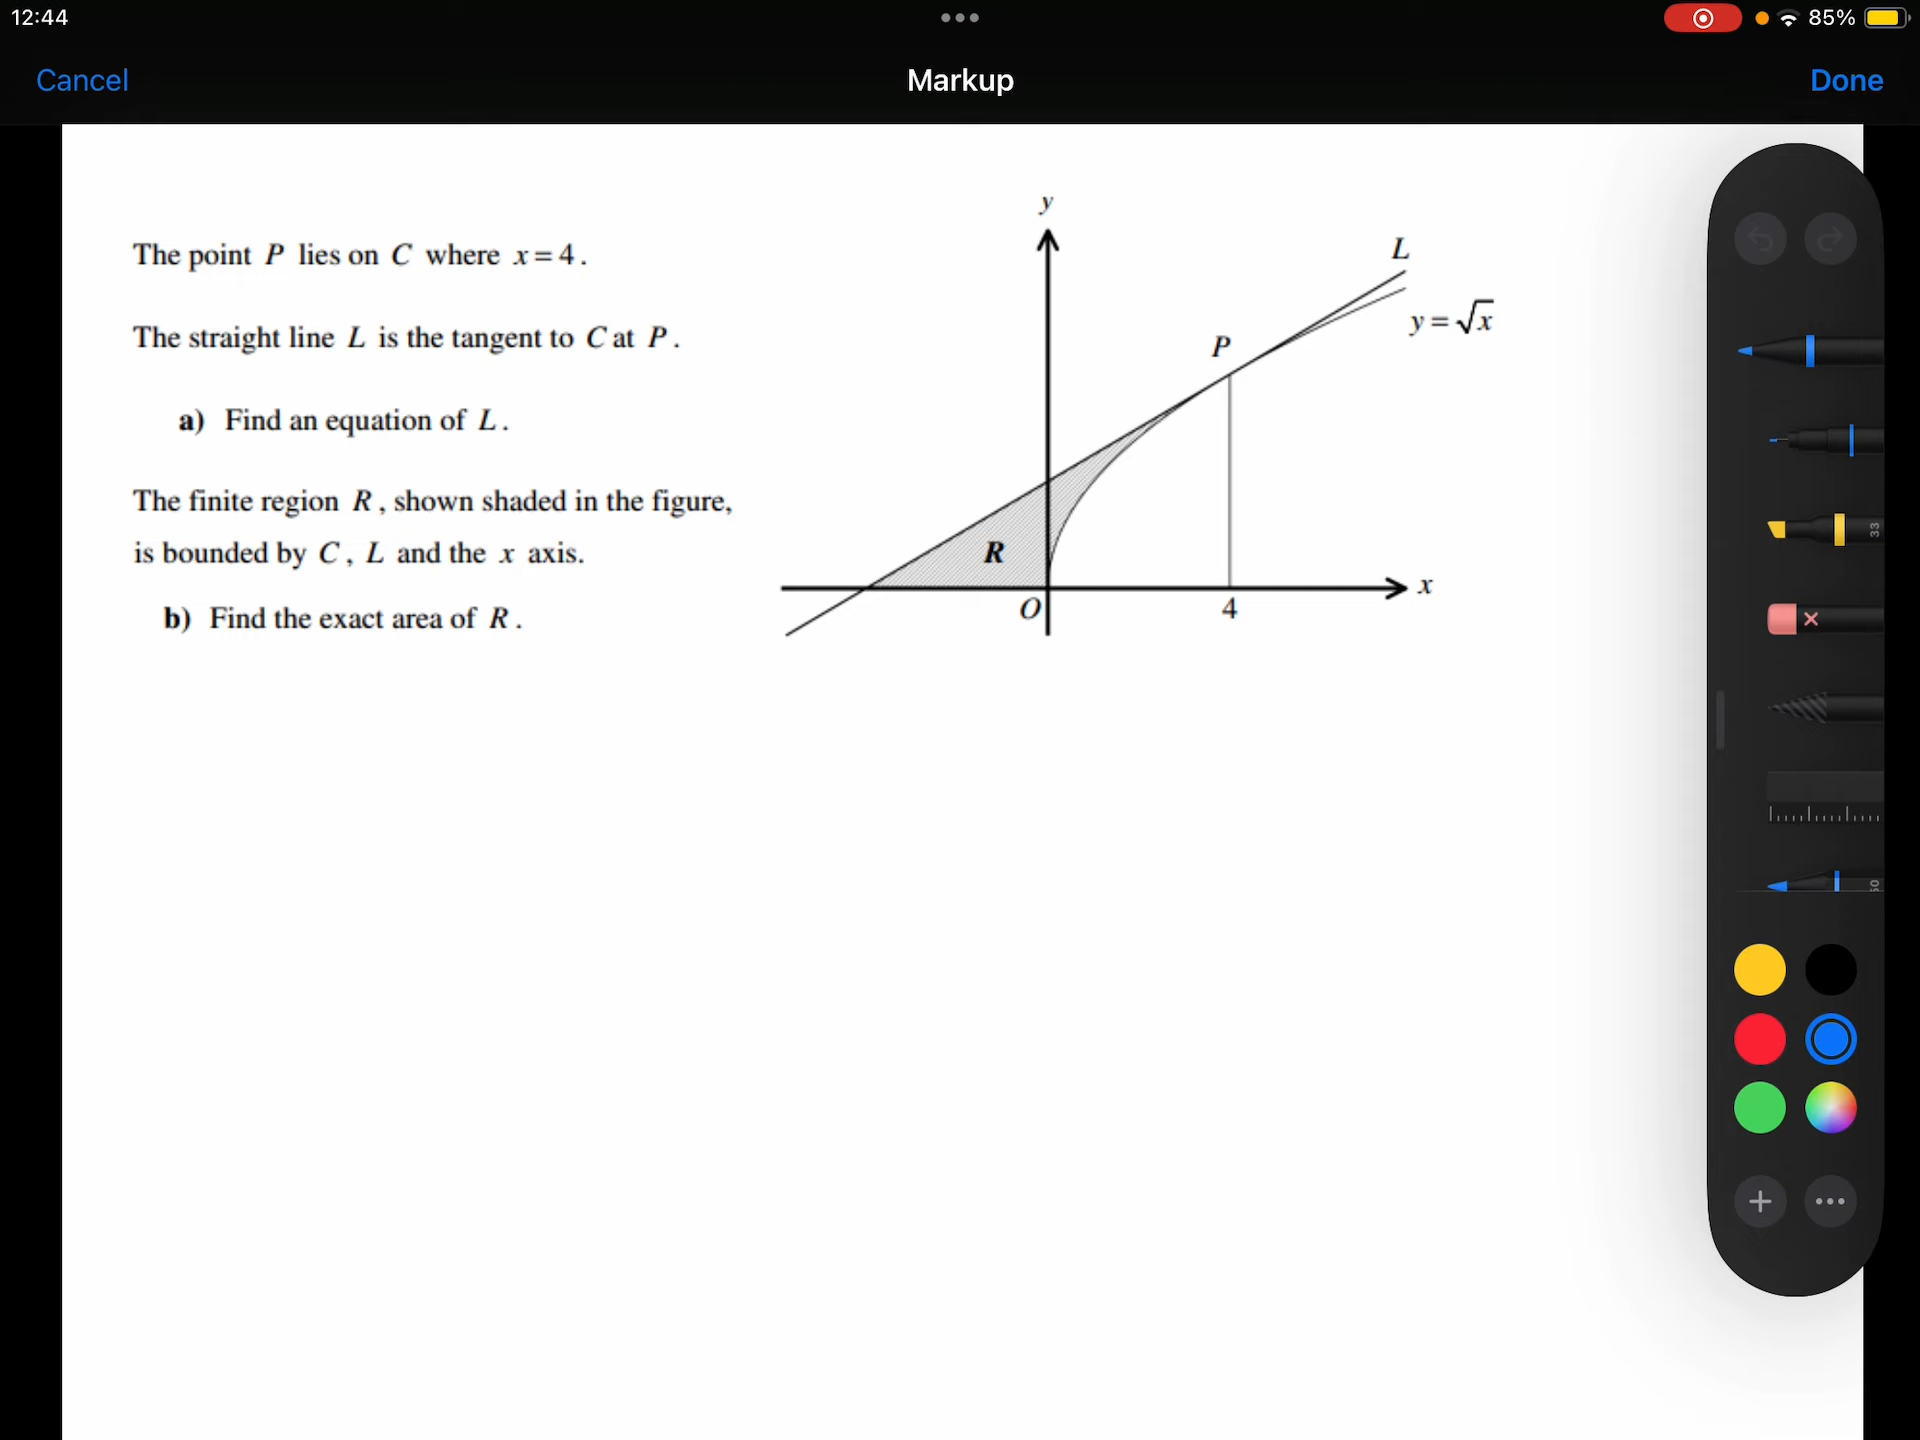 12:44
85%
Cancel
Markup
Done
The point P lies on C where x = 4.
The straight line L is the tangent to C at P.
a) Find an equation of L.
The finite region R, shown shaded in the figure,
is bounded by C, L and the x axis.
b) Find the exact area of R.
y
L
y = √x
P
R
x
O
4
33
50